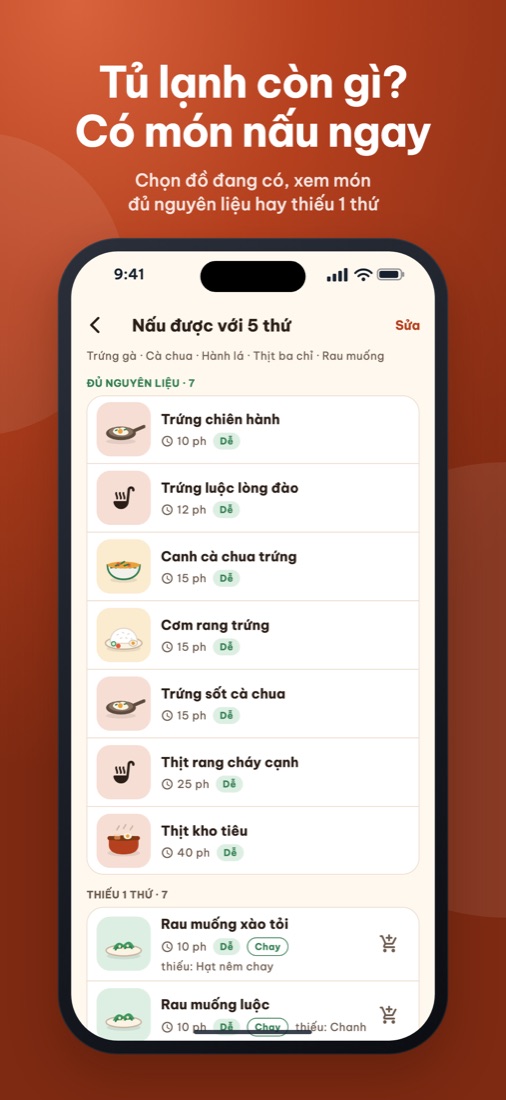 Tủ lạnh còn gì?
Có món nấu ngay
Chọn đồ đang có, xem món
đủ nguyên liệu hay thiếu 1 thứ
9:41
Nấu được với 5 thứ
Sửa
Trứng gà · Cà chua · Hành lá · Thịt ba chỉ · Rau muống
ĐỦ NGUYÊN LIỆU · 7
Trứng chiên hành
10 ph Dễ
Trứng luộc lòng đào
12 ph Dễ
Canh cà chua trứng
15 ph Dễ
Cơm rang trứng
15 ph Dễ
Trứng sốt cà chua
15 ph Dễ
Thịt rang cháy cạnh
25 ph Dễ
Thịt kho tiêu
40 ph Dễ
THIẾU 1 THỨ · 7
Rau muống xào tỏi
10 ph Dễ Chay
thiếu: Hạt nêm chay
Rau muống luộc
10 ph Dễ Chay thiếu: Chanh